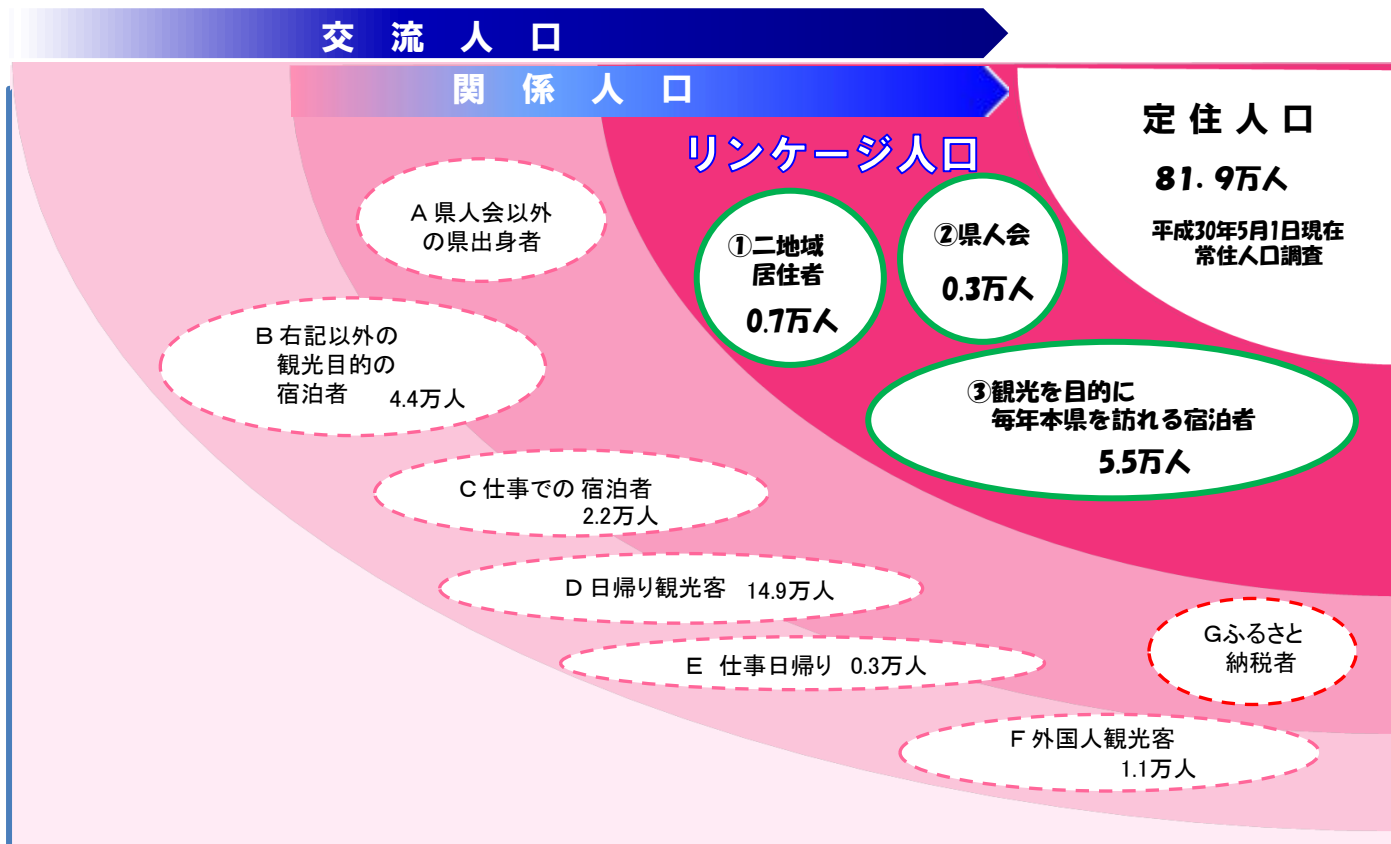 交流人口
関係人口
リンケージ人口
定住人口
81.9万人
平成30年5月1日現在
常住人口調査
①二地域
居住者
0.7万人
②県人会
0.3万人
③観光を目的に
毎年本県を訪れる宿泊者
5.5万人
A 県人会以外
の県出身者
B 右記以外の
観光目的の
宿泊者 4.4万人
C 仕事での 宿泊者
2.2万人
D 日帰り観光客 14.9万人
E 仕事日帰り 0.3万人
F 外国人観光客
1.1万人
Gふるさと
納税者